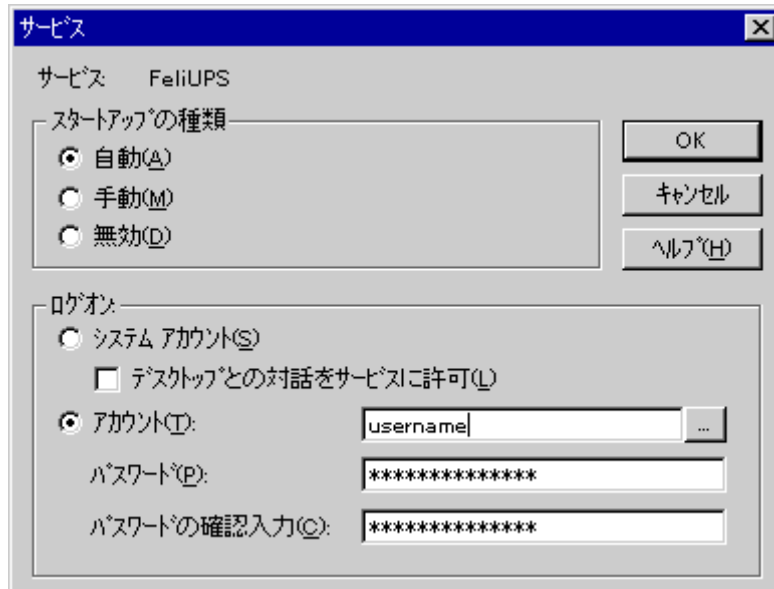 サービス
サービス: FeliUPS
スタートアップの種類
自動(A)
手動(M)
無効(D)
OK
キャンセル
ヘルプ(H)
ログオン:
システム アカウント(S)
デスクトップとの対話をサービスに許可(L)
アカウント(T): username ...
パスワード(P): **************
パスワードの確認入力(C): **************